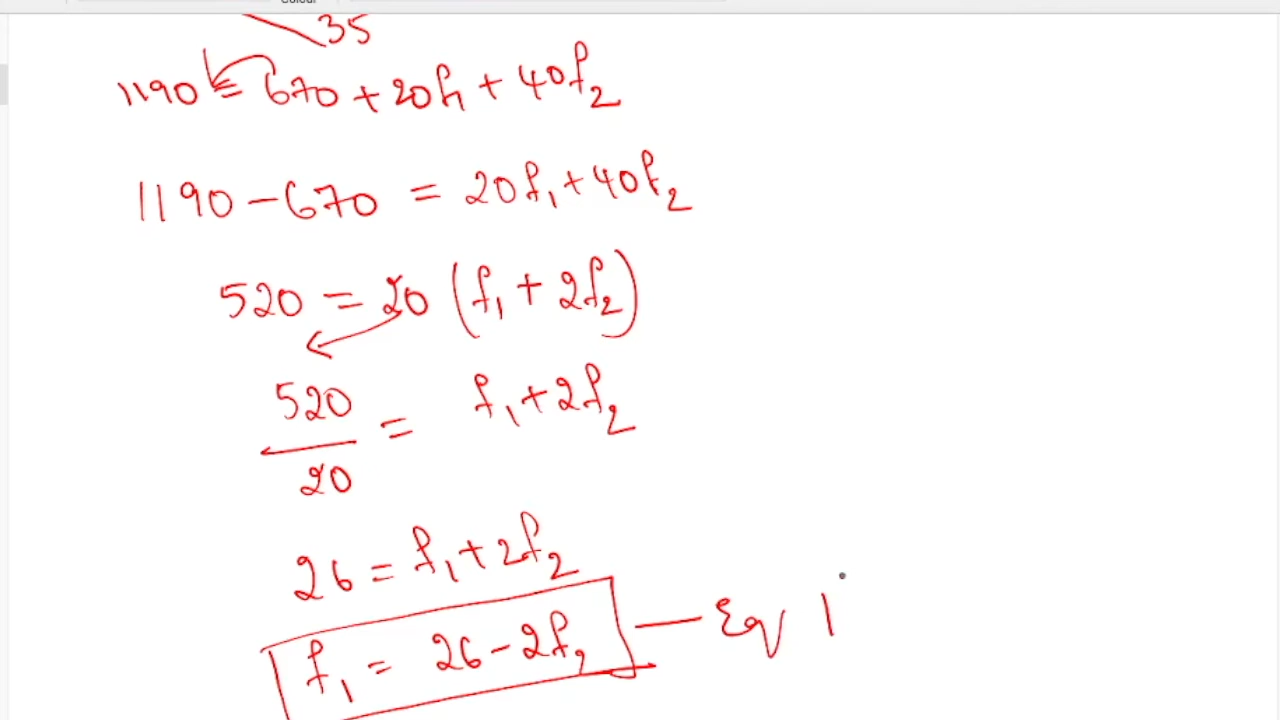 35
1190 = 670 + 20f₁ + 40f₂
1190 - 670 = 20f₁ + 40f₂
520 = 20 (f₁ + 2f₂)
520
20
= f₁ + 2f₂
26 = f₁ + 2f₂
f₁ = 26 - 2f₂ — Eq 1